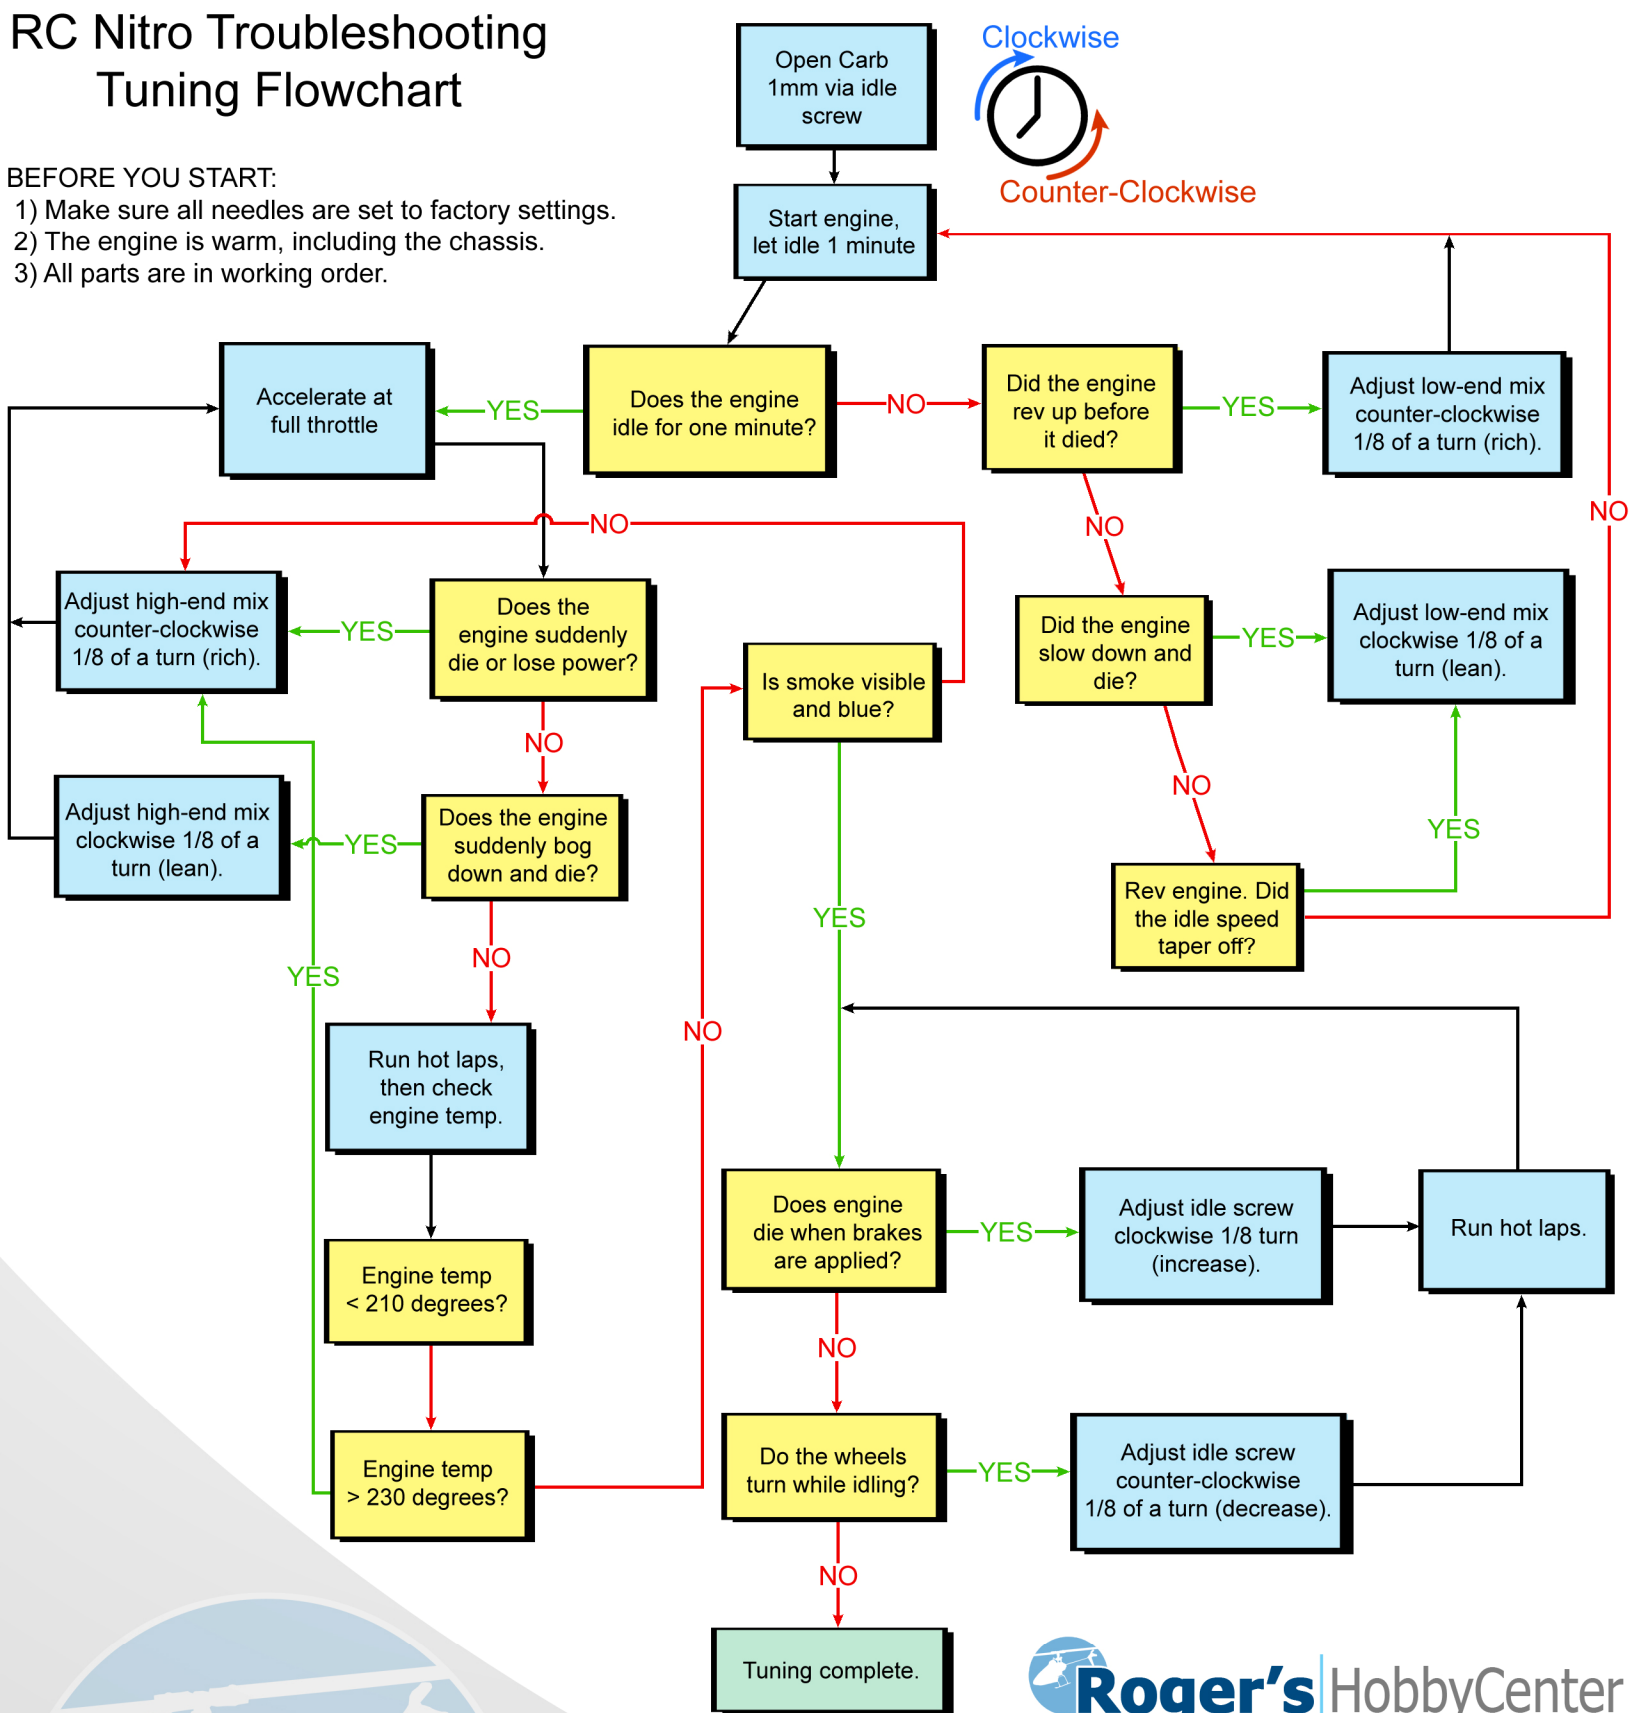 RC Nitro Troubleshooting
Tuning Flowchart
BEFORE YOU START:
1) Make sure all needles are set to factory settings.
2) The engine is warm, including the chassis.
3) All parts are in working order.
Open Carb
1mm via idle
screw
Clockwise
Counter-Clockwise
Start engine,
let idle 1 minute
Accelerate at
full throttle
YES
Does the engine
idle for one minute?
NO
Did the engine
rev up before
it died?
YES
Adjust low-end mix
counter-clockwise
1/8 of a turn (rich).
NO
NO
NO
Adjust high-end mix
counter-clockwise
1/8 of a turn (rich).
YES
Does the
engine suddenly
die or lose power?
Is smoke visible
and blue?
Did the engine
slow down and
die?
YES
Adjust low-end mix
clockwise 1/8 of a
turn (lean).
NO
NO
Adjust high-end mix
clockwise 1/8 of a
turn (lean).
YES
Does the engine
suddenly bog
down and die?
YES
YES
Rev engine. Did
the idle speed
taper off?
NO
YES
NO
Run hot laps,
then check
engine temp.
Does engine
die when brakes
are applied?
YES
Adjust idle screw
clockwise 1/8 turn
(increase).
Run hot laps.
Engine temp
< 210 degrees?
NO
Engine temp
> 230 degrees?
Do the wheels
turn while idling?
YES
Adjust idle screw
counter-clockwise
1/8 of a turn (decrease).
NO
Tuning complete.
Roger's HobbyCenter